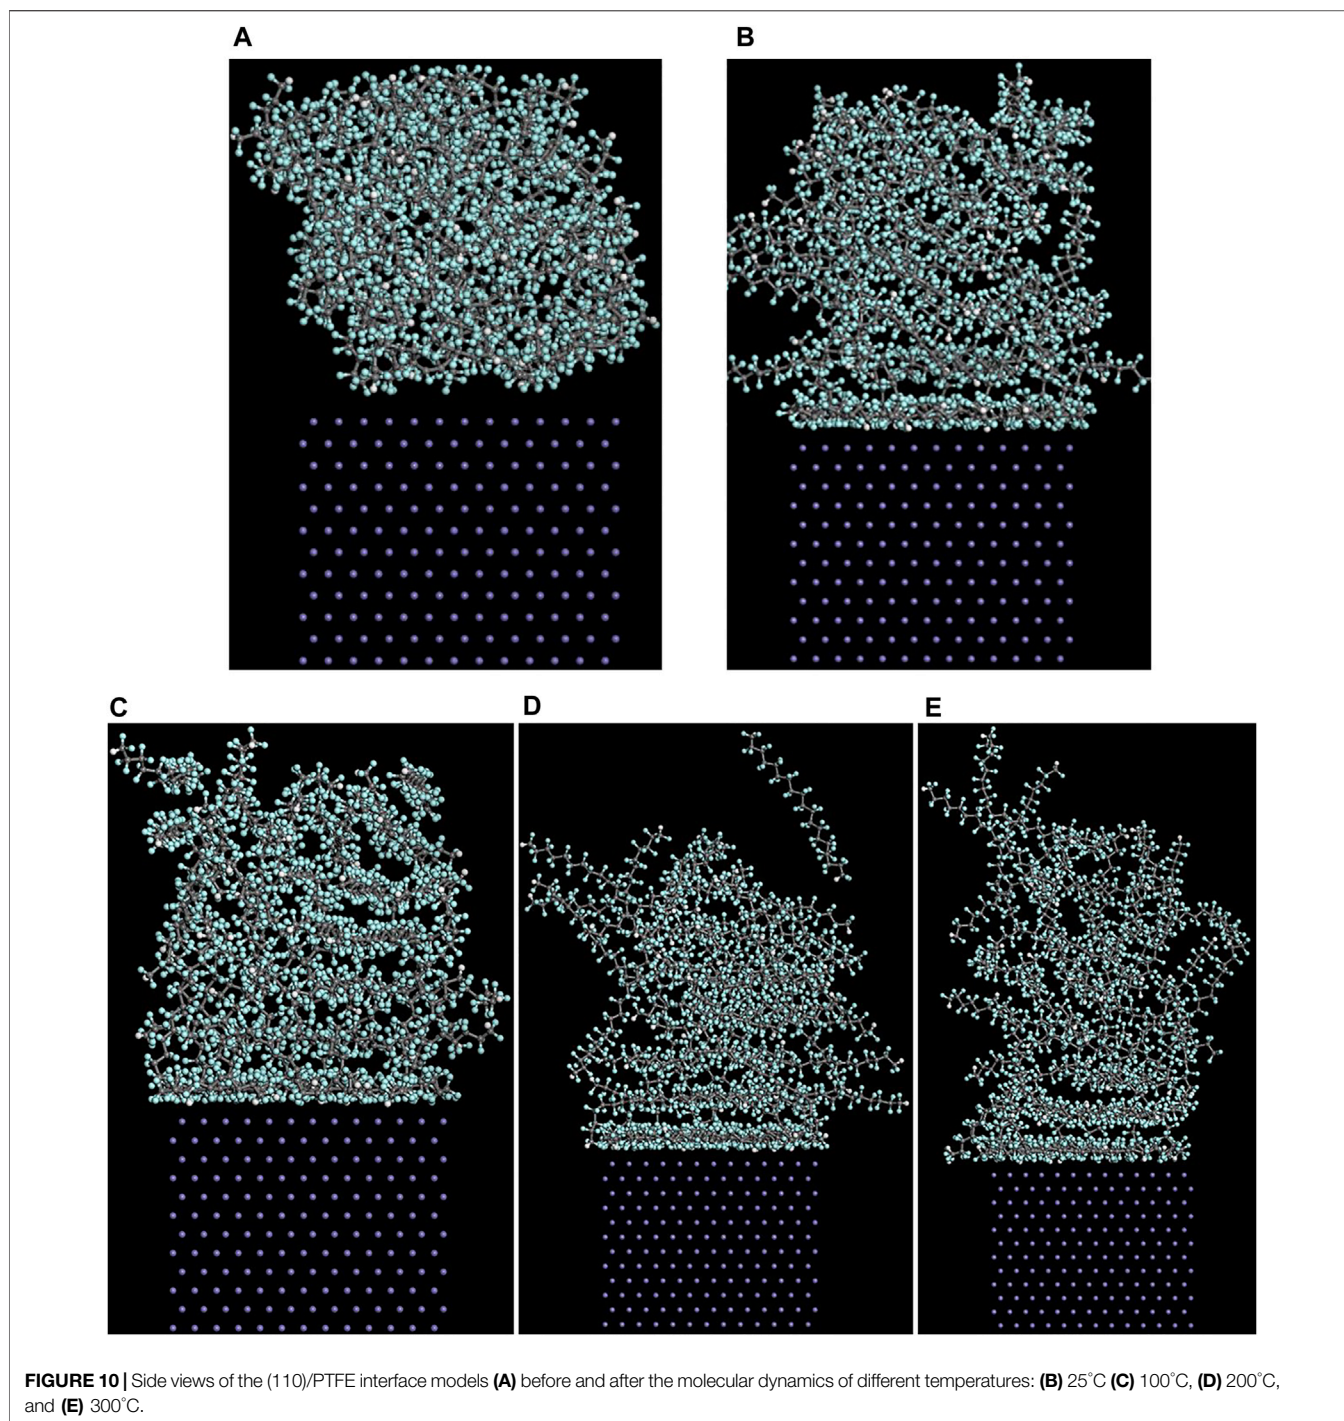 A
B
C
D
E
FIGURE 10 | Side views of the (110)/PTFE interface models (A) before and after the molecular dynamics of different temperatures: (B) 25°C (C) 100°C, (D) 200°C,
and (E) 300°C.